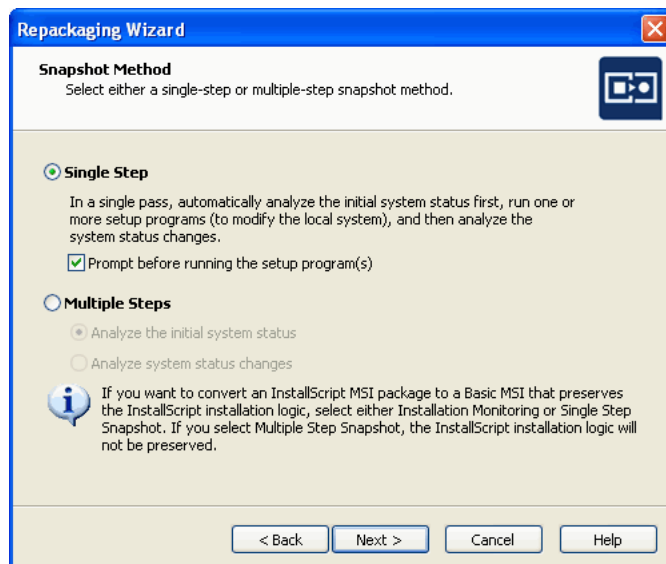 Repackaging Wizard
Snapshot Method
Select either a single-step or multiple-step snapshot method.
Single Step
In a single pass, automatically analyze the initial system status first, run one or
more setup programs (to modify the local system), and then analyze the
system status changes.
Prompt before running the setup program(s)
Multiple Steps
Analyze the initial system status
Analyze system status changes
If you want to convert an InstallScript MSI package to a Basic MSI that preserves
the InstallScript installation logic, select either Installation Monitoring or Single Step
Snapshot. If you select Multiple Step Snapshot, the InstallScript installation logic will
not be preserved.
< Back Next > Cancel Help